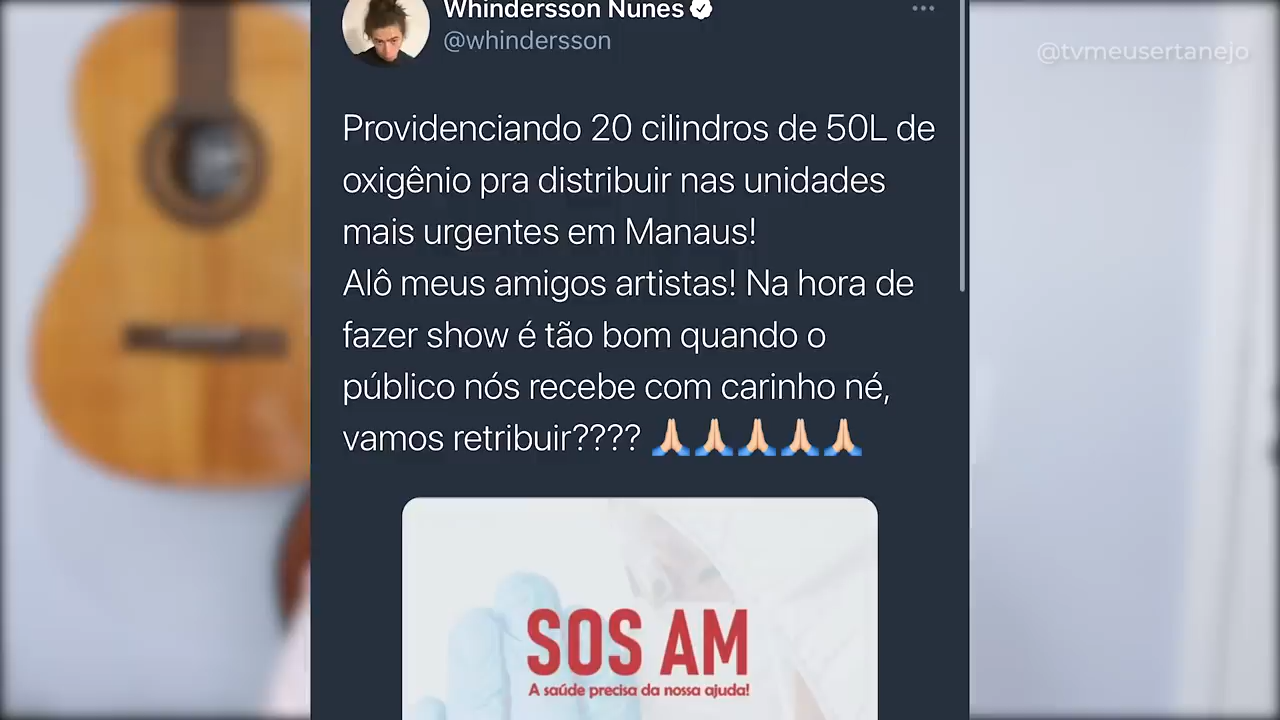 Whindersson Nunes
@whindersson
@tvmeusertanejo
Providenciando 20 cilindros de 50L de
oxigênio pra distribuir nas unidades
mais urgentes em Manaus!
Alô meus amigos artistas! Na hora de
fazer show é tão bom quando o
público nós recebe com carinho né,
vamos retribuir???? 🙏🏻🙏🏻🙏🏻🙏🏻🙏🏻
SOS AM
A saúde precisa da nossa ajuda!